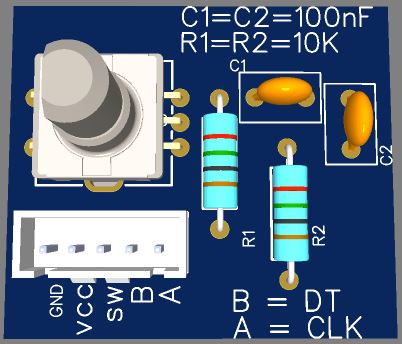 C1=C2=100nF
R1=R2=10K
C1
C2
R1
R2
GND
VCC
SW
B
A
B = DT
A = CLK